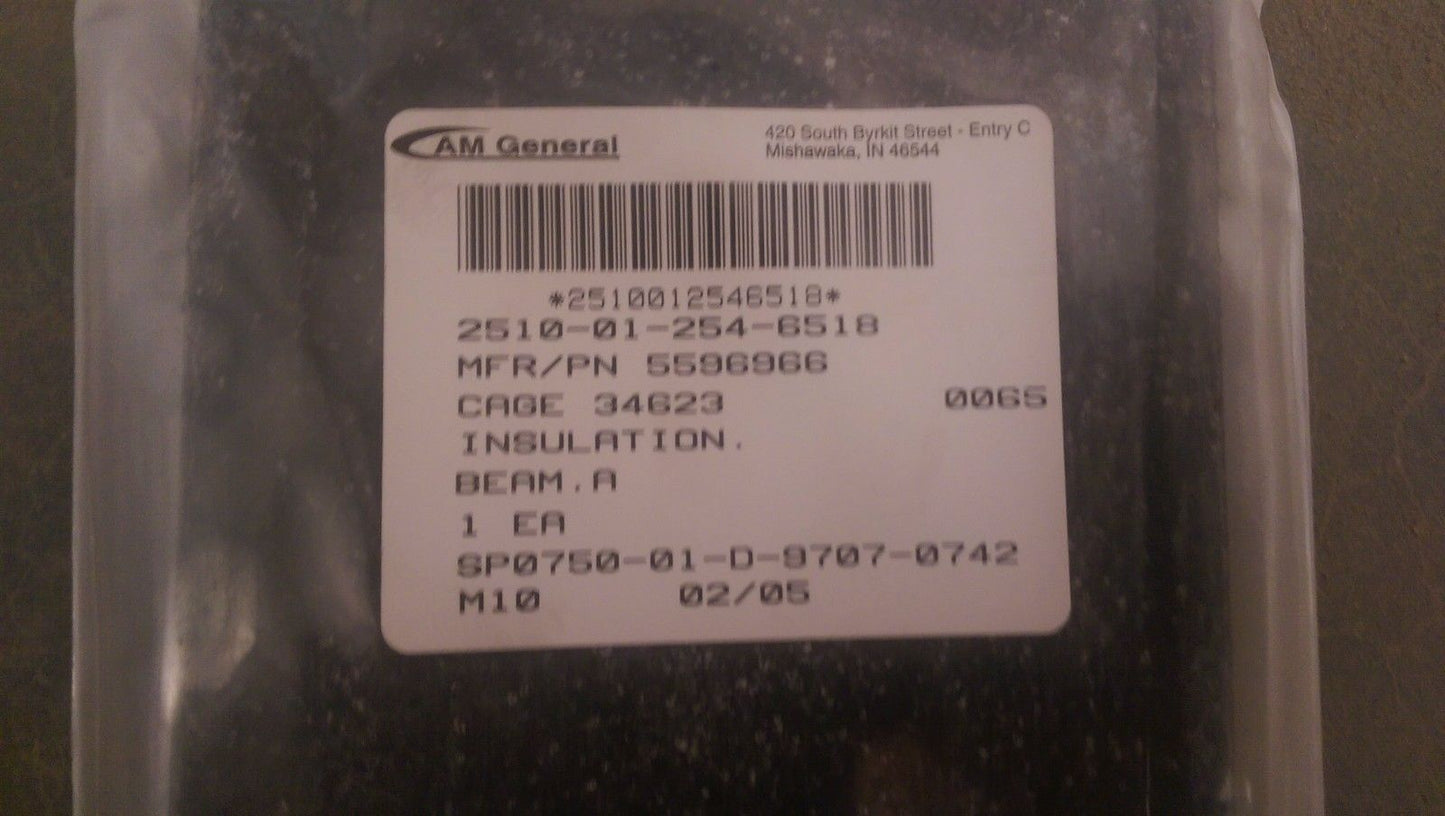 AM General
420 South Byrkit Street - Entry C
Mishawaka, IN 46544
*2510012546518*
2510-01-254-6518
MFR/PN 5596966
CAGE 34623 0065
INSULATION.
BEAM.A
1 EA
SP0750-01-D-9707-0742
M10 02/05